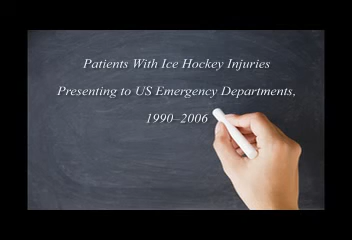 Patients With Ice Hockey Injuries
Presenting to US Emergency Departments,
1990–2006